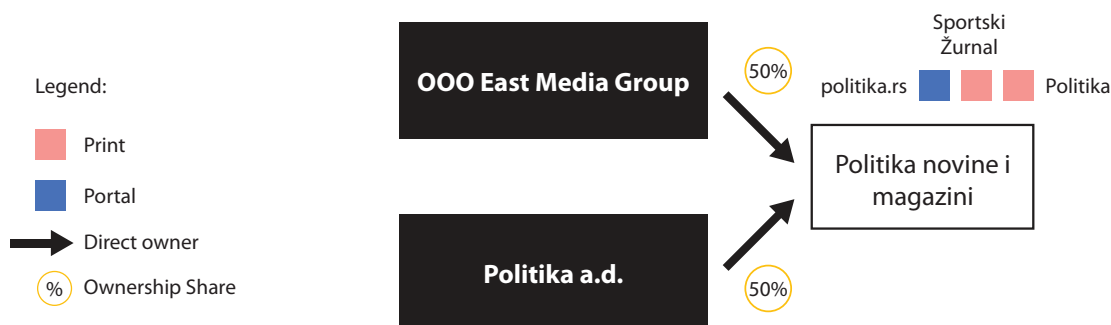 Legend:
Print
Portal
Direct owner
% Ownership Share
OOO East Media Group
Politika a.d.
50%
50%
Sportski
Žurnal
politika.rs
Politika
Politika novine i
magazini